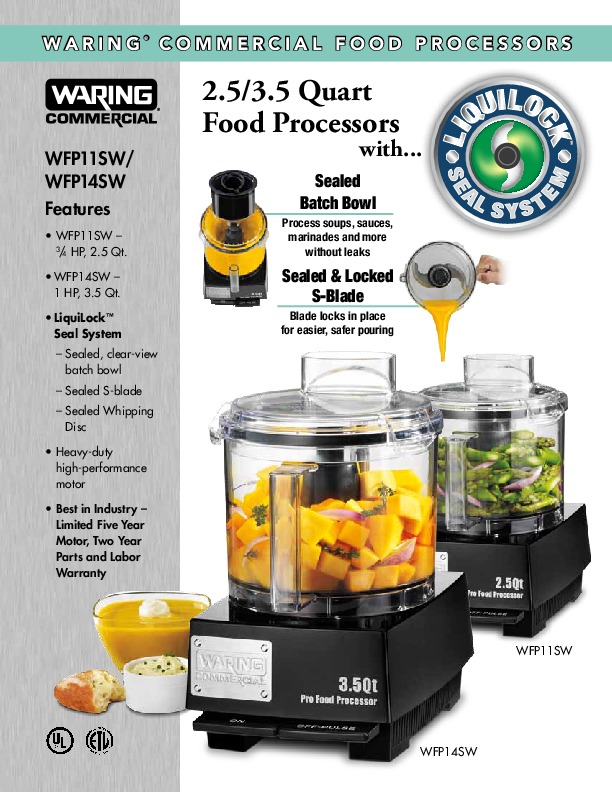 WARING® COMMERCIAL FOOD PROCESSORS
WARING
COMMERCIAL®
WFP11SW/
WFP14SW
Features
• WFP11SW –
¾ HP, 2.5 Qt.
• WFP14SW –
1 HP, 3.5 Qt.
• LiquiLock™
Seal System
– Sealed, clear-view
batch bowl
– Sealed S-blade
– Sealed Whipping
Disc
• Heavy-duty
high-performance
motor
• Best in Industry –
Limited Five Year
Motor, Two Year
Parts and Labor
Warranty
UL
ETL
2.5/3.5 Quart
Food Processors
with...
LIQUILOCK™
SEAL SYSTEM
Sealed
Batch Bowl
Process soups, sauces,
marinades and more
without leaks
Sealed & Locked
S-Blade
Blade locks in place
for easier, safer pouring
2.5Qt
Pro Food Processor
OFF-PULSE
WFP11SW
WARING
COMMERCIAL
3.5Qt
Pro Food Processor
ON
OFF-PULSE
WFP14SW